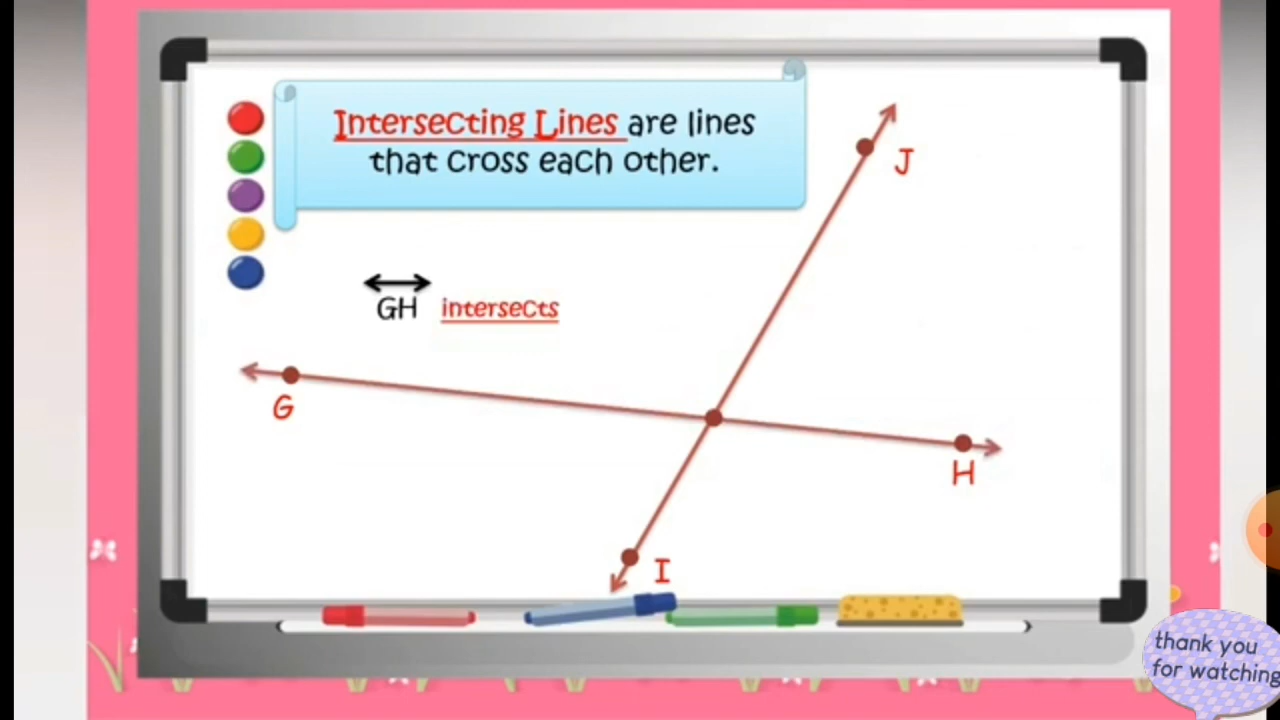 Intersecting Lines are lines
that cross each other.
J
GH intersects
G
H
I
thank you
for watching